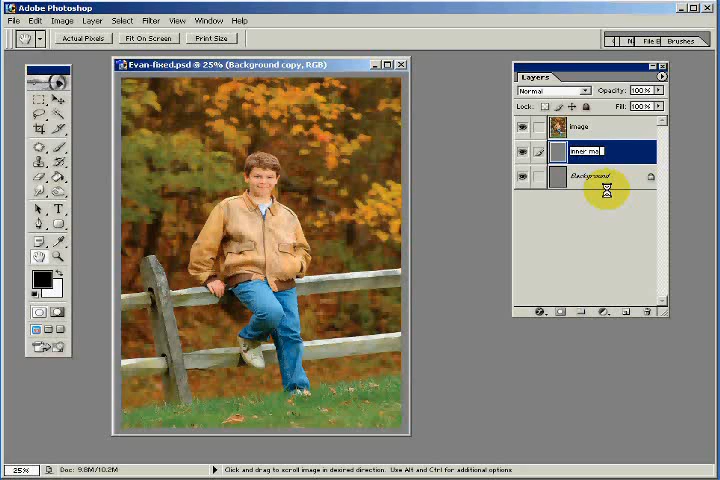 Adobe Photoshop
File Edit Image Layer Select Filter View Window Help
Actual Pixels Fit On Screen Print Size
File B Brushes
Evan-fixed.psd @ 25% (Background copy, RGB)
Layers
Normal Opacity: 100%
Lock: Fill: 100%
image
inner ma
Background
T
25% Doc: 9.8M/10.2M Click and drag to scroll image in desired direction. Use Alt and Ctrl for additional options